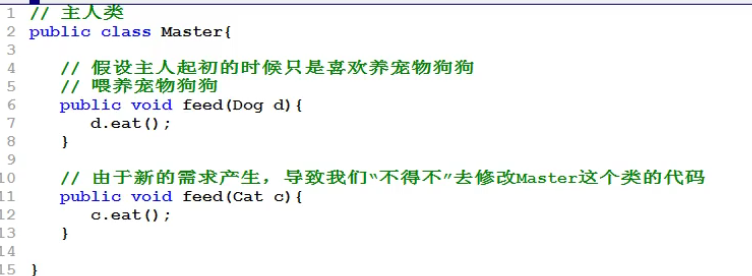 1 // 主人类
2 public class Master{
3
4 // 假设主人起初的时候只是喜欢养宠物狗狗
5 // 喂养宠物狗狗
6 public void feed(Dog d){
7 d.eat();
8 }
9
10 // 由于新的需求产生，导致我们“不得不”去修改Master这个类的代码
11 public void feed(Cat c){
12 c.eat();
13 }
14
15 }